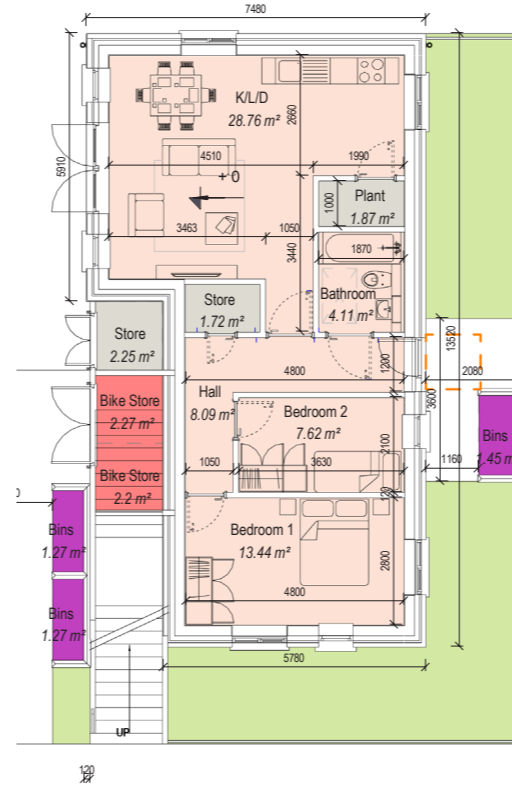 7480
K/L/D
28.76 m²
2660
5910
4510
1990
+ 0
Plant
1.87 m²
1000
3463
1050
3440
1870
Store
1.72 m²
Bathroom
4.11 m²
Store
2.25 m²
13520
4800
1200
2080
Bike Store
2.27 m²
Hall
8.09 m²
Bedroom 2
7.62 m²
3600
2100
Bins
1.45 m
1160
Bike Store
2.2 m²
1050
3630
120
Bins
1.27 m²
Bedroom 1
13.44 m²
2800
4800
Bins
1.27 m²
5780
UP
120